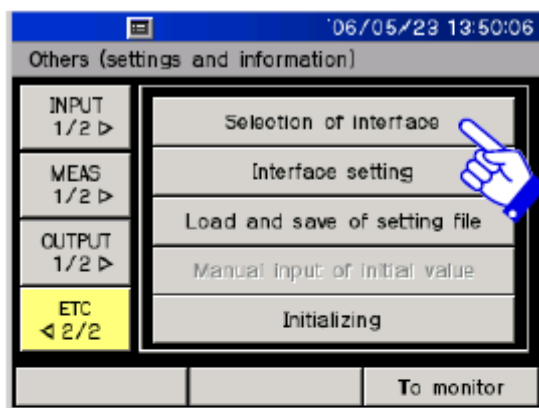 '06/05/23 13:50:06
Others (settings and information)
INPUT
1/2 ▷
Selection of interface
MEAS
1/2 ▷
Interface setting
Load and save of setting file
OUTPUT
1/2 ▷
Manual input of initial value
ETC
◁ 2/2
Initializing
To monitor